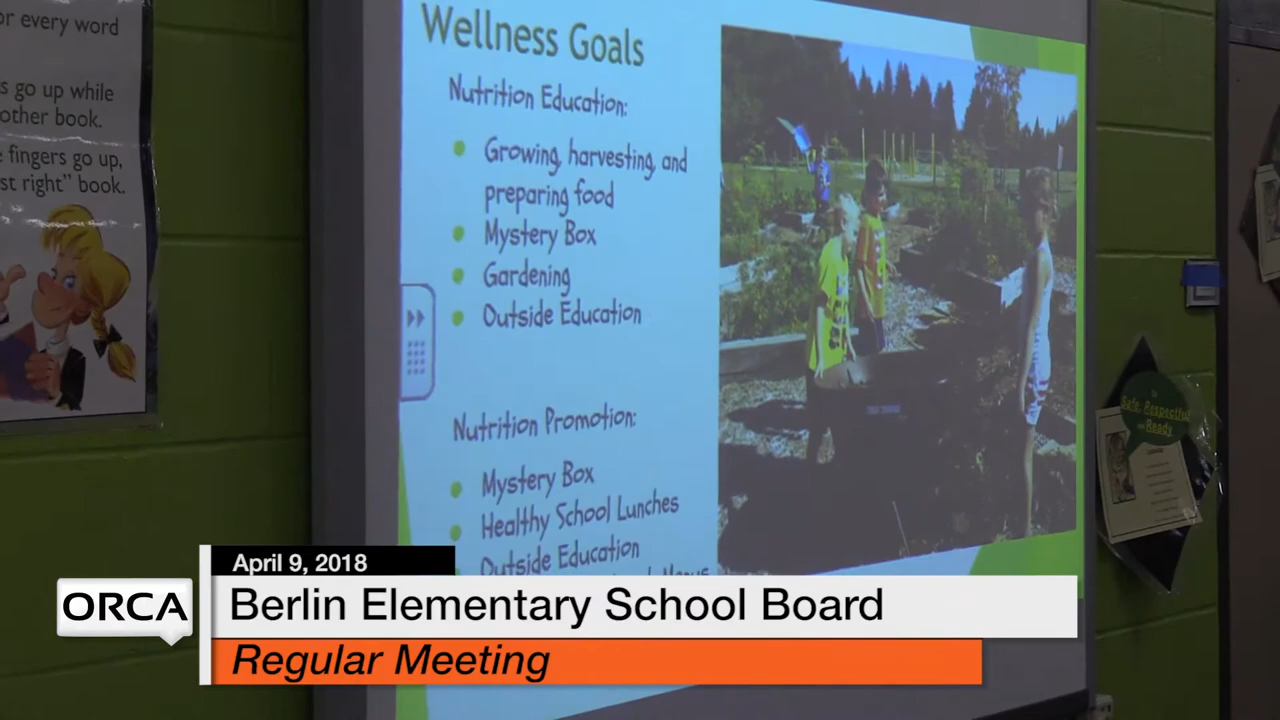 or every word
s go up while
other book.
fingers go up,
st right" book.
Wellness Goals
Nutrition Education:
Growing, harvesting, and
preparing food
Mystery Box
Gardening
Outside Education
Nutrition Promotion:
Mystery Box
Healthy School Lunches
Outside Education
Safe, Respectful
Ready
April 9, 2018
ORCA
Berlin Elementary School Board
Regular Meeting